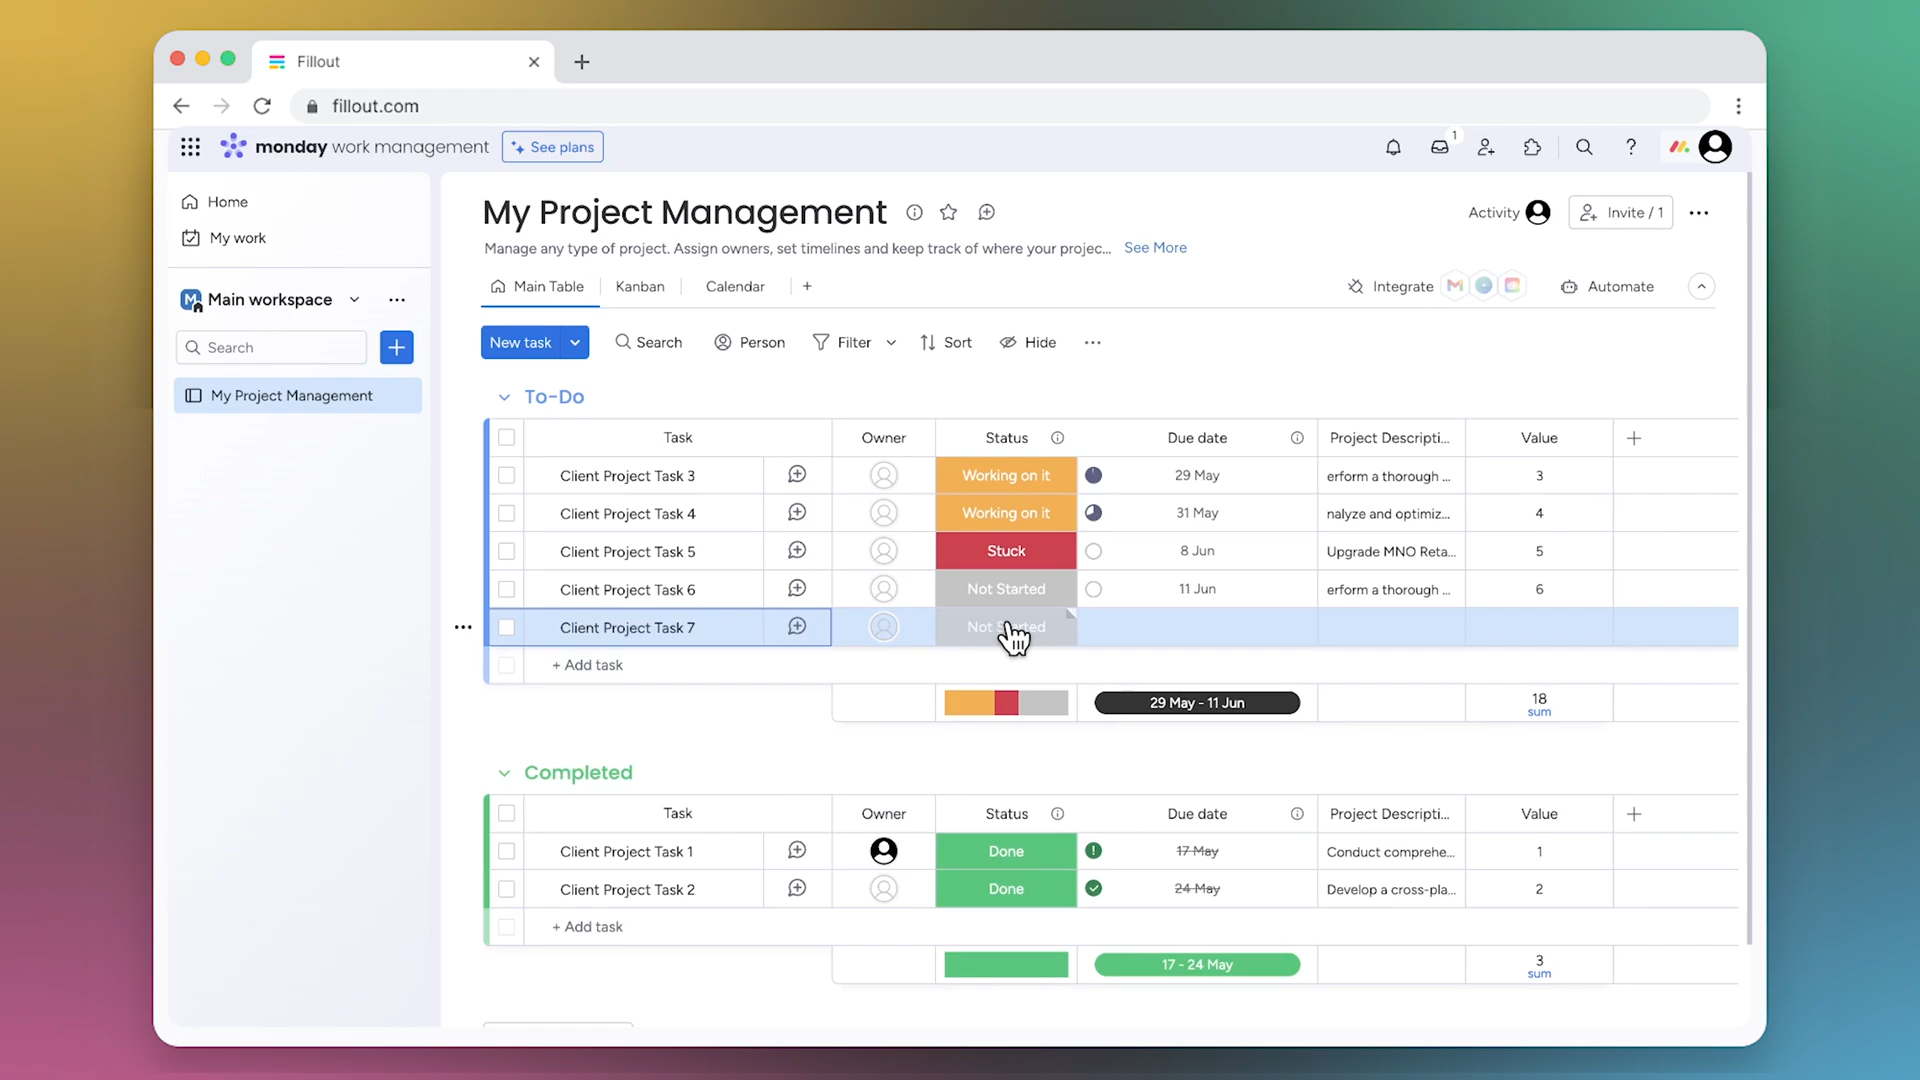 Fillout
fillout.com
monday work management
See plans
1
Home
My work
M
Main workspace
Search
My Project Management
My Project Management
Activity
Invite / 1
Manage any type of project. Assign owners, set timelines and keep track of where your projec... See More
Main Table
Kanban
Calendar
+
Integrate
Automate
New task
Search
Person
Filter
Sort
Hide
To-Do
Task Owner Status Due date Project Descripti... Value
Client Project Task 3 Working on it 29 May erform a thorough ... 3
Client Project Task 4 Working on it 31 May nalyze and optimiz... 4
Client Project Task 5 Stuck 8 Jun Upgrade MNO Reta... 5
Client Project Task 6 Not Started 11 Jun erform a thorough ... 6
Client Project Task 7
+ Add task
29 May - 11 Jun 18
sum
Completed
Task Owner Status Due date Project Descripti... Value
Client Project Task 1 Done 17 May Conduct comprehe... 1
Client Project Task 2 Done 24 May Develop a cross-pla... 2
+ Add task
17 - 24 May 3
sum